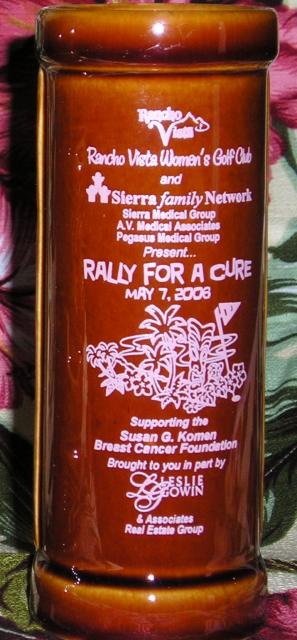 Rancho
Vista
Rancho Vista Women's Golf Club
and
Sierra family Network
Sierra Medical Group
A.V. Medical Associates
Pegasus Medical Group
Present...
RALLY FOR A CURE
MAY 7, 2006
Supporting the
Susan G. Komen
Breast Cancer Foundation
Brought to you in part by
LG LESLIE
GOWIN
& Associates
Real Estate Group